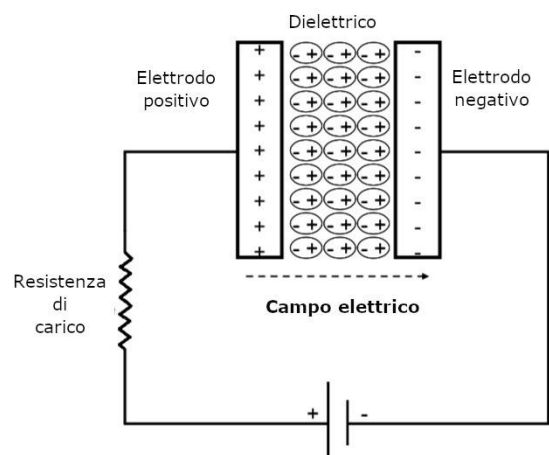 Dielettrico
Elettrodo
positivo
+ - + - + - + -
+ - + - + - + -
+ - + - + - + -
+ - + - + - + -
+ - + - + - + -
+ - + - + - + -
+ - + - + - + -
+ - + - + - + -
+ - + - + - + -
Elettrodo
negativo
Resistenza
di
carico
Campo elettrico
+ -